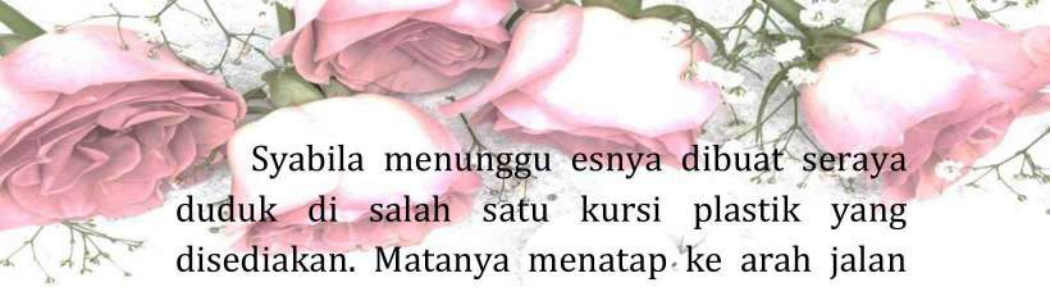 Syabila menunggu esnya dibuat seraya
duduk di salah satu kursi plastik yang
disediakan. Matanya menatap ke arah jalan